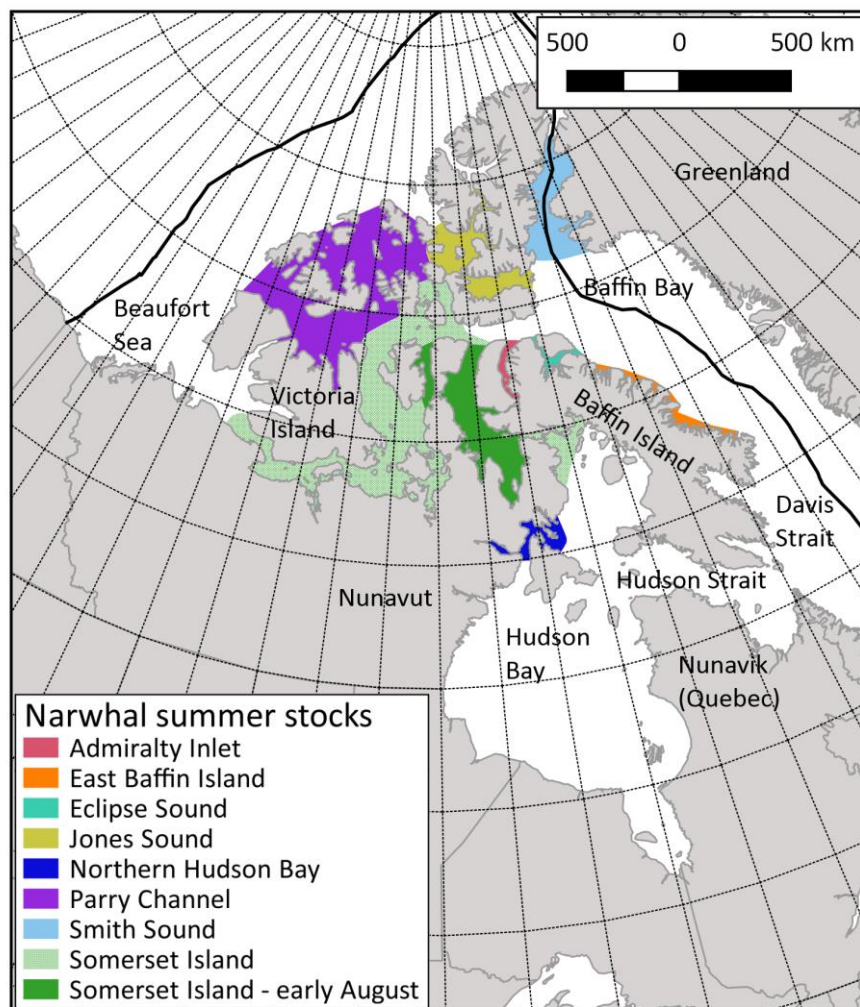 500 0 500 km
Greenland
Baffin Bay
Beaufort
Sea
Victoria
Island
Baffin Island
Davis
Strait
Hudson Strait
Nunavut
Hudson
Bay
Nunavik
(Quebec)
Narwhal summer stocks
Admiralty Inlet
East Baffin Island
Eclipse Sound
Jones Sound
Northern Hudson Bay
Parry Channel
Smith Sound
Somerset Island
Somerset Island - early August